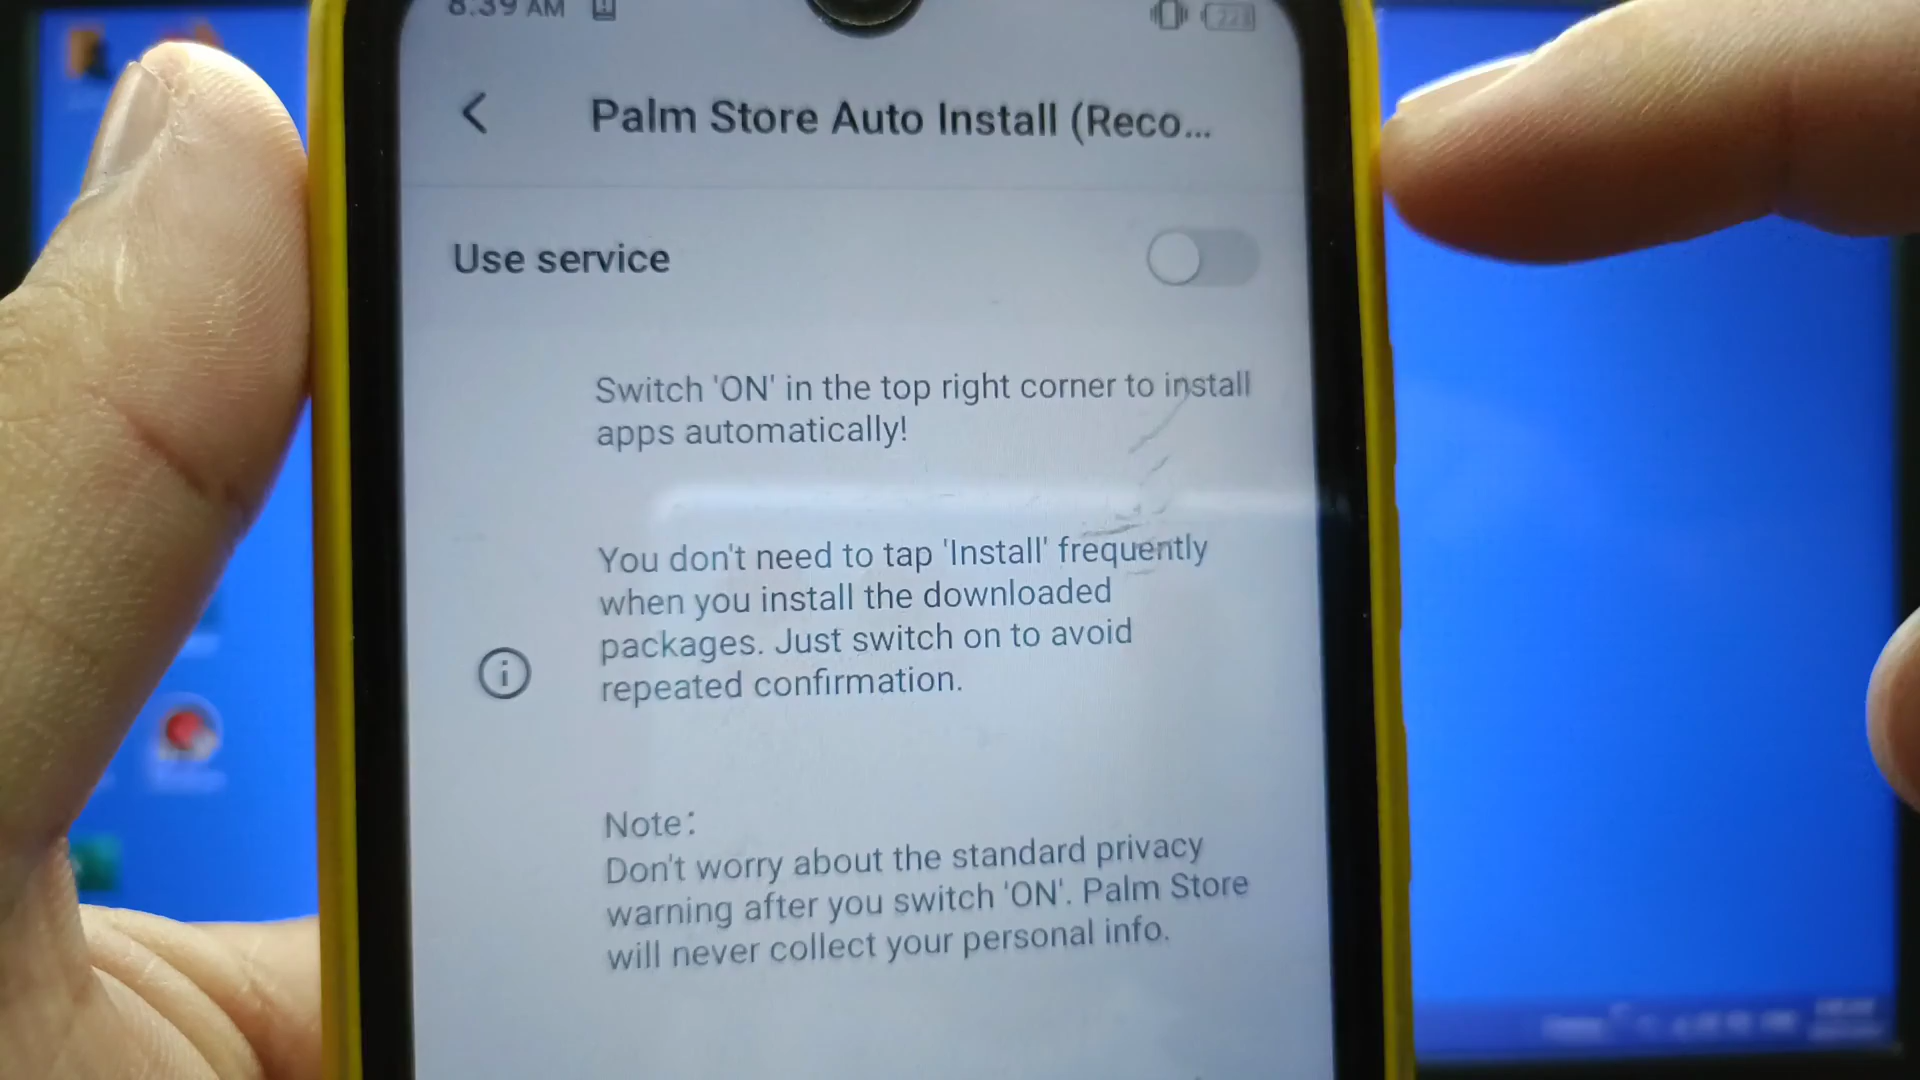 8:39 AM
Palm Store Auto Install (Reco...
Use service
Switch 'ON' in the top right corner to install
apps automatically!
You don't need to tap 'Install' frequently
when you install the downloaded
packages. Just switch on to avoid
repeated confirmation.
Note:
Don't worry about the standard privacy
warning after you switch 'ON'. Palm Store
will never collect your personal info.